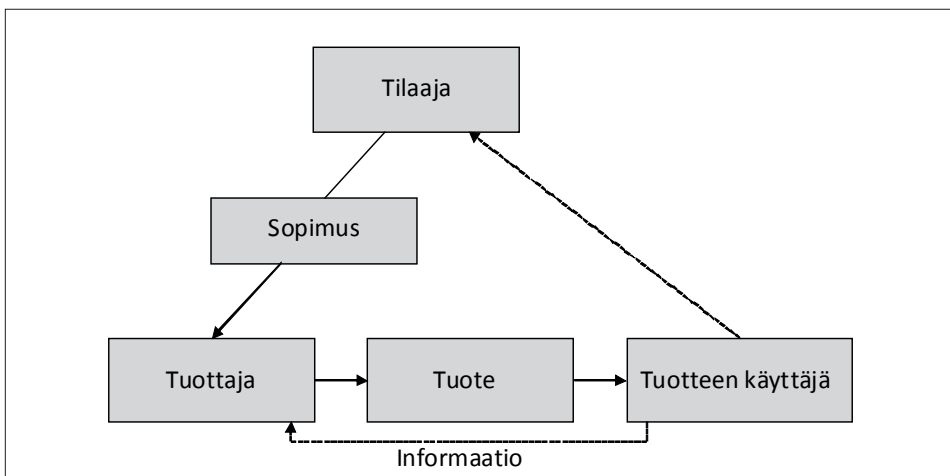 Tilaaja
Sopimus
Tuottaja
Tuote
Tuotteen käyttäjä
Informaatio